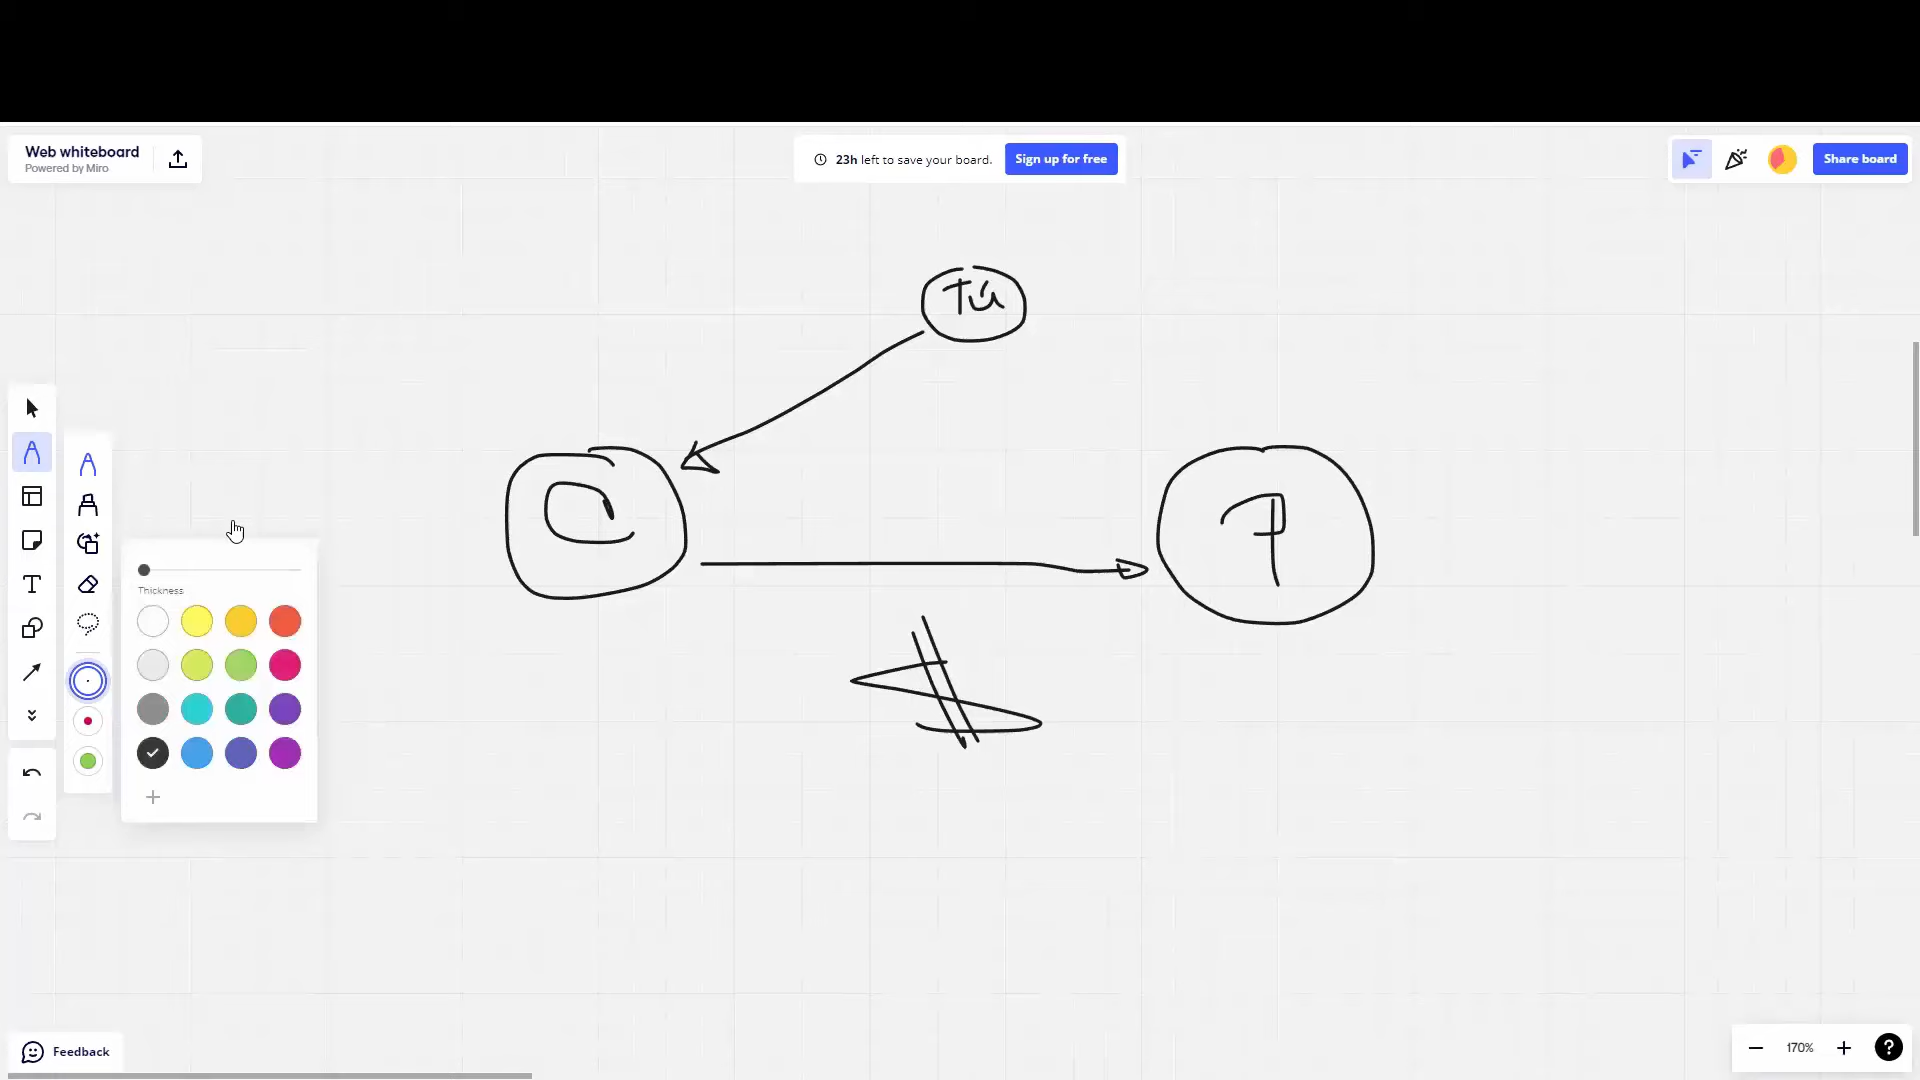 Web whiteboard
Powered by Miro
23h left to save your board.
Sign up for free
Share board
Tú
C
P
$
Thickness
Feedback
170%